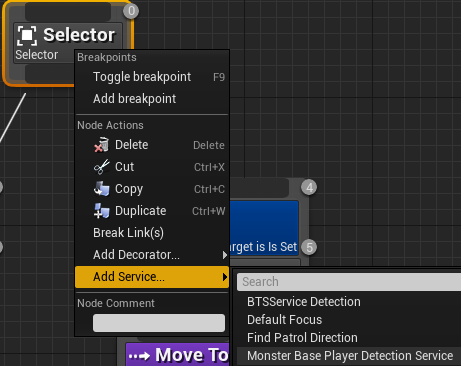 0
Selector
Selector
Breakpoints
Toggle breakpoint F9
Add breakpoint
Node Actions
Delete Delete
Cut Ctrl+X
Copy Ctrl+C
4
Duplicate Ctrl+W
Break Link(s)
Add Decorator...
arget is Is Set
5
Add Service...
Search
Node Comment
BTSService Detection
Default Focus
Find Patrol Direction
Move To
Monster Base Player Detection Service